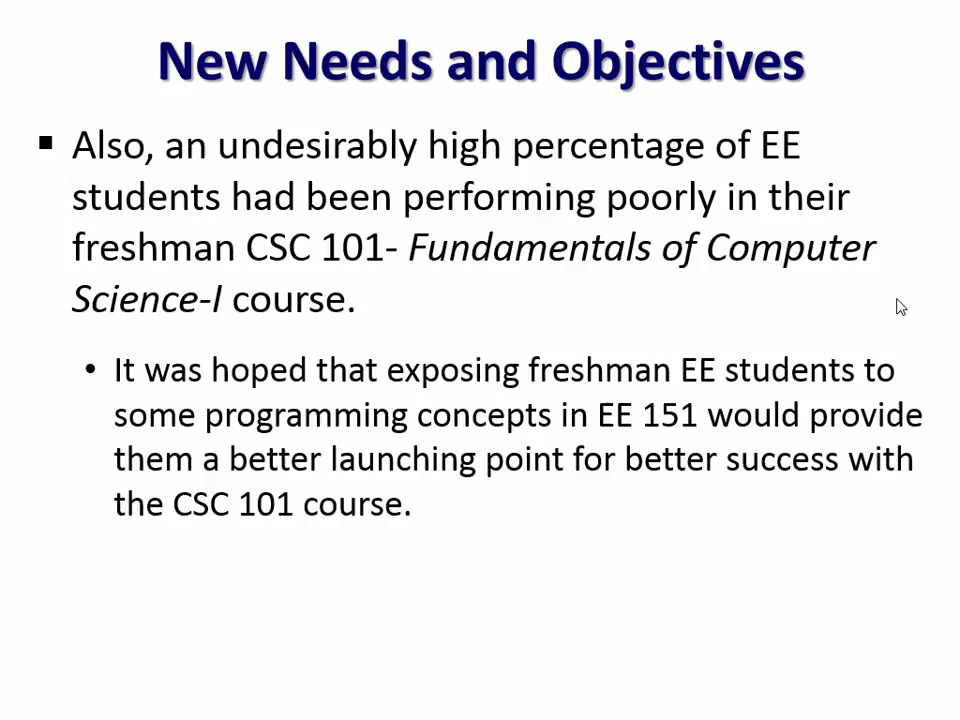 New Needs and Objectives
▪ Also, an undesirably high percentage of EE
students had been performing poorly in their
freshman CSC 101- Fundamentals of Computer
Science-I course.
• It was hoped that exposing freshman EE students to
some programming concepts in EE 151 would provide
them a better launching point for better success with
the CSC 101 course.